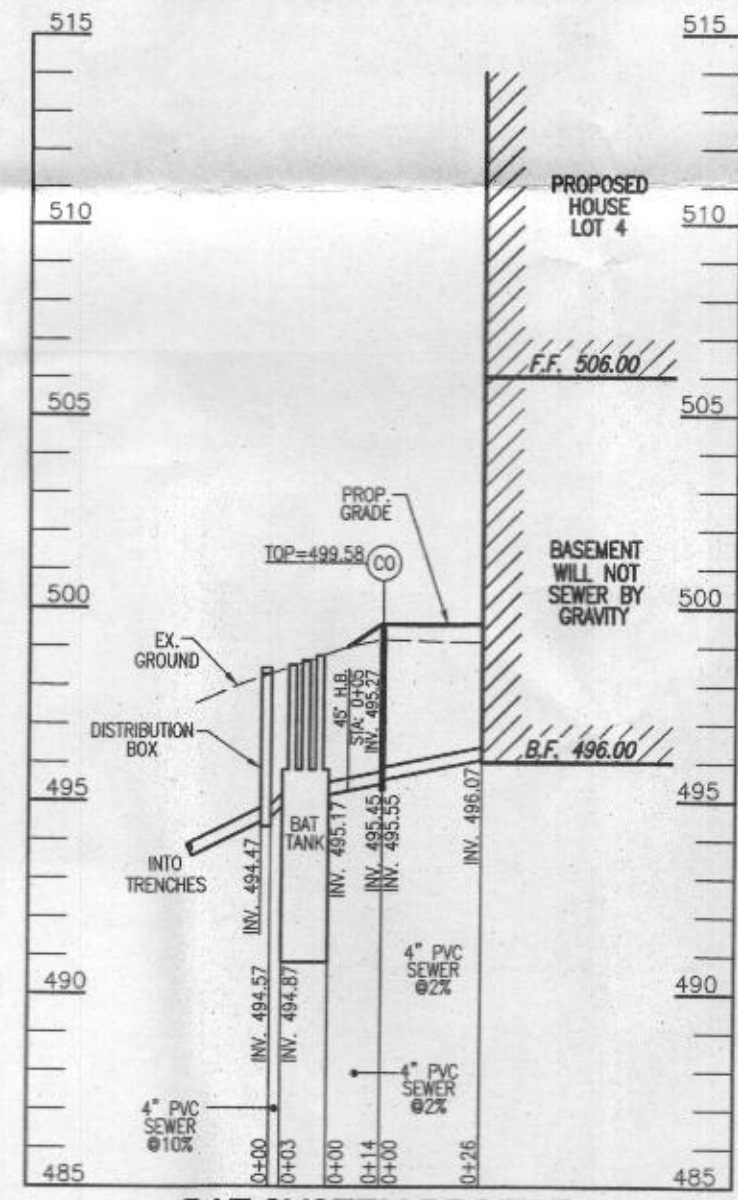 515
515
PROPOSED
HOUSE
LOT 4
510
510
F.F. 506.00
505
505
PROP.
GRADE
TOP=499.58
CO
BASEMENT
WILL NOT
SEWER BY
GRAVITY
500
500
EX.
GROUND
45° H.B.
STA: 0+05
INV. 495.27
DISTRIBUTION
BOX
B.F. 496.00
495
495
BAT
TANK
INV. 494.47
INV. 495.17
INV. 495.45
INV. 495.55
INV. 496.07
INTO
TRENCHES
INV. 494.57
INV. 494.87
4" PVC
SEWER
@2%
490
490
4" PVC
SEWER
@2%
4" PVC
SEWER
@10%
0+00
0+03
0+00
0+14
0+00
0+26
485
485